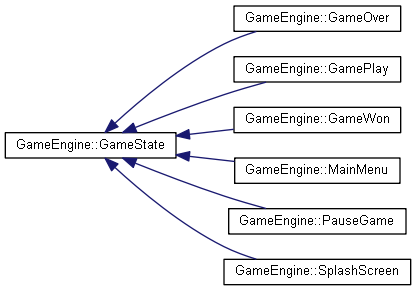 GameEngine::GameOver
GameEngine::GamePlay
GameEngine::GameWon
GameEngine::GameState
GameEngine::MainMenu
GameEngine::PauseGame
GameEngine::SplashScreen